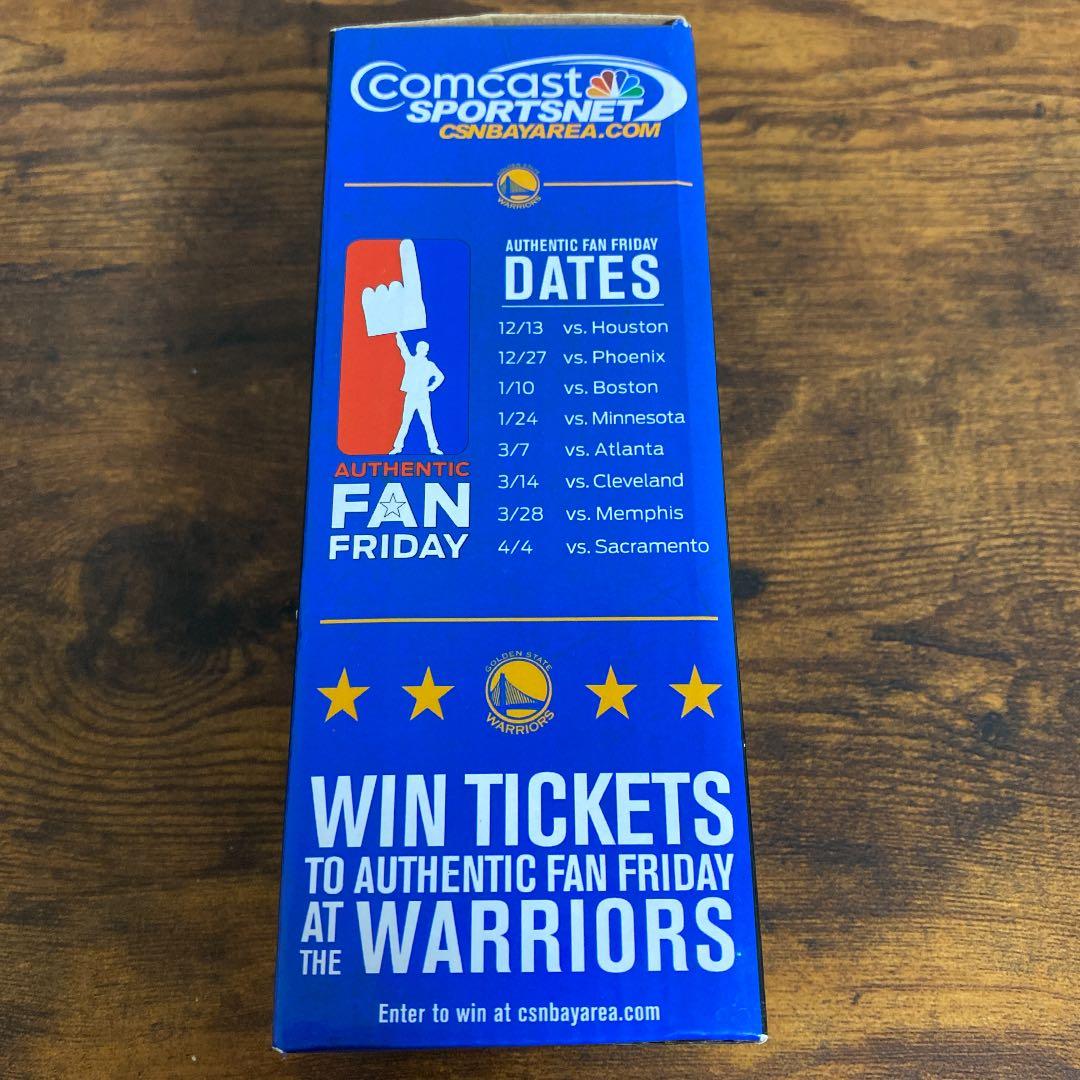 comcast
SPORTSNET
CSNBAYAREA.COM
GOLDEN STATE
WARRIORS
AUTHENTIC FAN FRIDAY
DATES
12/13 vs. Houston
12/27 vs. Phoenix
1/10 vs. Boston
1/24 vs. Minnesota
3/7 vs. Atlanta
3/14 vs. Cleveland
3/28 vs. Memphis
4/4 vs. Sacramento
AUTHENTIC
FAN
FRIDAY
GOLDEN STATE
WARRIORS
WIN TICKETS
TO AUTHENTIC FAN FRIDAY
AT THE WARRIORS
Enter to win at csnbayarea.com